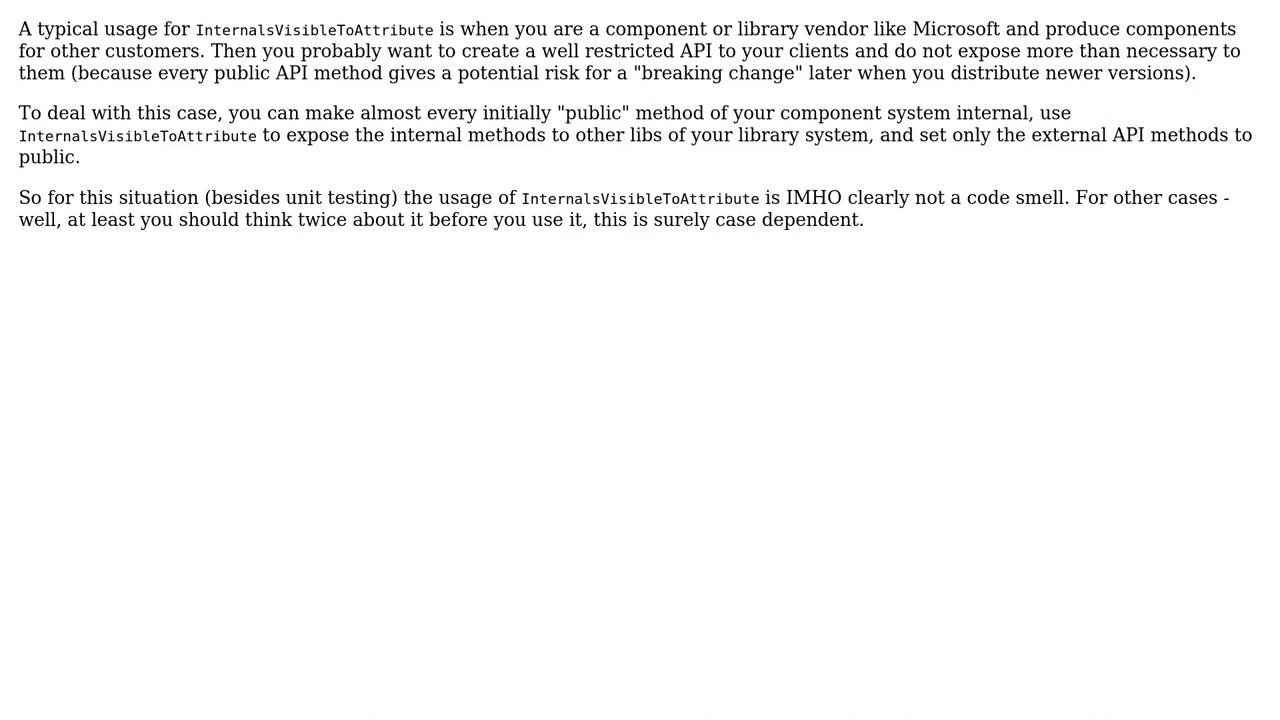 A typical usage for InternalsVisibleToAttribute is when you are a component or library vendor like Microsoft and produce components
for other customers. Then you probably want to create a well restricted API to your clients and do not expose more than necessary to
them (because every public API method gives a potential risk for a "breaking change" later when you distribute newer versions).
To deal with this case, you can make almost every initially "public" method of your component system internal, use
InternalsVisibleToAttribute to expose the internal methods to other libs of your library system, and set only the external API methods to
public.
So for this situation (besides unit testing) the usage of InternalsVisibleToAttribute is IMHO clearly not a code smell. For other cases -
well, at least you should think twice about it before you use it, this is surely case dependent.